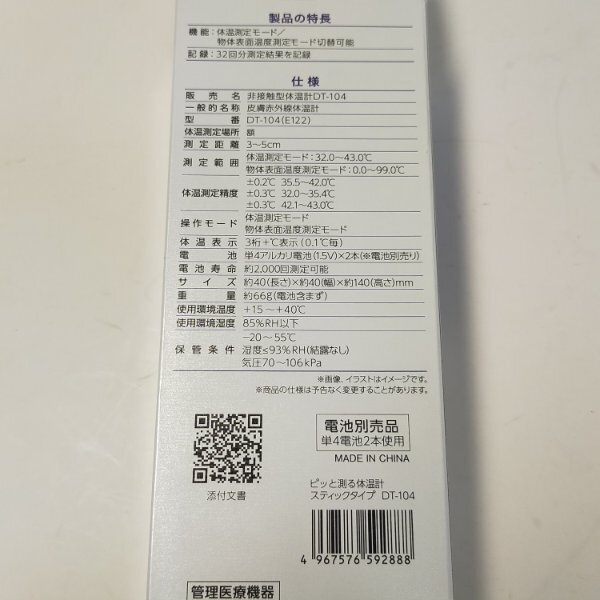 製品の特長
機能：体温測定モード／
物体表面温度測定モード切替可能
記録：32回分測定結果を記録
仕様
販売名 非接触型体温計DT-104
一般的名称 皮膚赤外線体温計
型番 DT-104(E122)
体温測定場所 額
測定距離 3～5cm
測定範囲 体温測定モード：32.0～43.0℃
物体表面温度測定モード：0.0～99.0℃
体温測定精度 ±0.2℃ 35.5～42.0℃
±0.3℃ 32.0～35.4℃
±0.3℃ 42.1～43.0℃
操作モード 体温測定モード
物体表面温度測定モード
体温表示 3桁＋℃表示（0.1℃毎）
電池 単4アルカリ電池(1.5V)×2本(※電池別売り)
電池寿命 約2,000回測定可能
サイズ 約40(長さ)×約40(幅)×約140(高さ)mm
重量 約66g(電池含まず)
使用環境温度 +15～+40℃
使用環境湿度 85%RH以下
保管条件 −20～55℃
湿度≤93%RH(結露なし)
気圧70～106kPa
※画像、イラストはイメージです。
※商品の仕様は予告なく変更することがあります。
電池別売品
単4電池2本使用
MADE IN CHINA
添付文書
ピッと測る体温計
スティックタイプ DT-104
4 967576 592888
管理医療機器